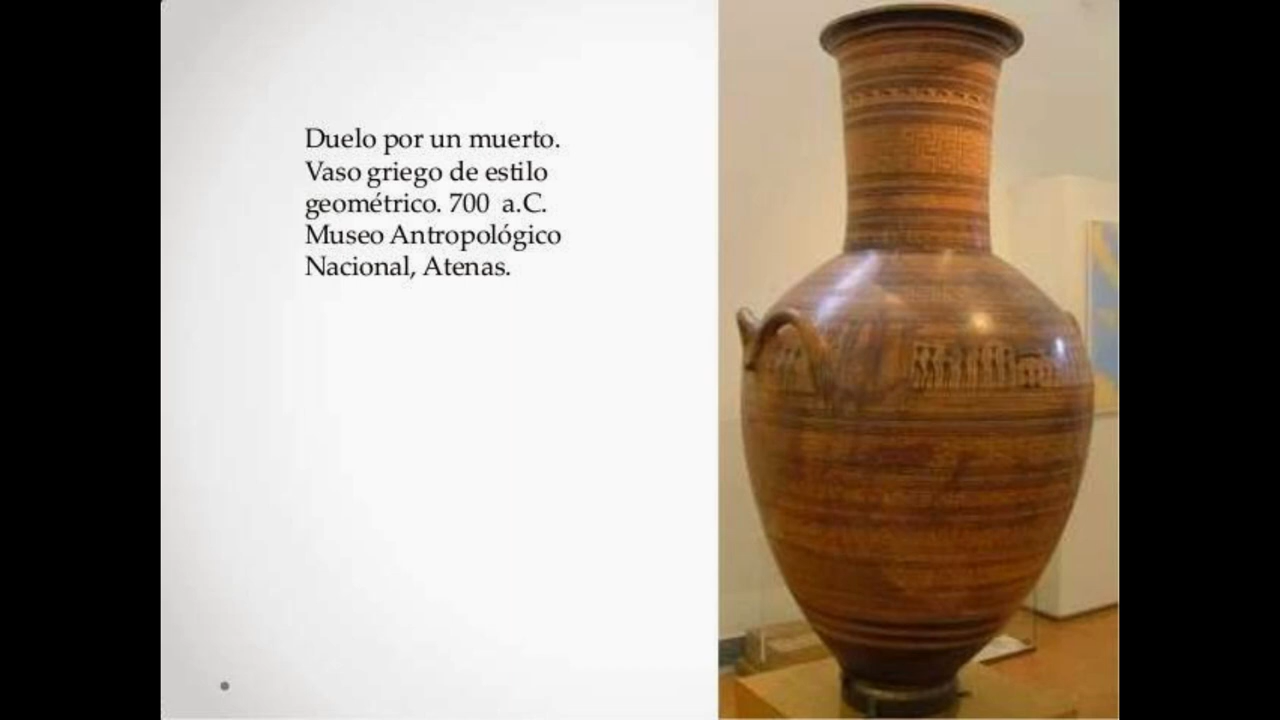 Duelo por un muerto.
Vaso griego de estilo
geométrico. 700  a.C.
Museo Antropológico
Nacional, Atenas.